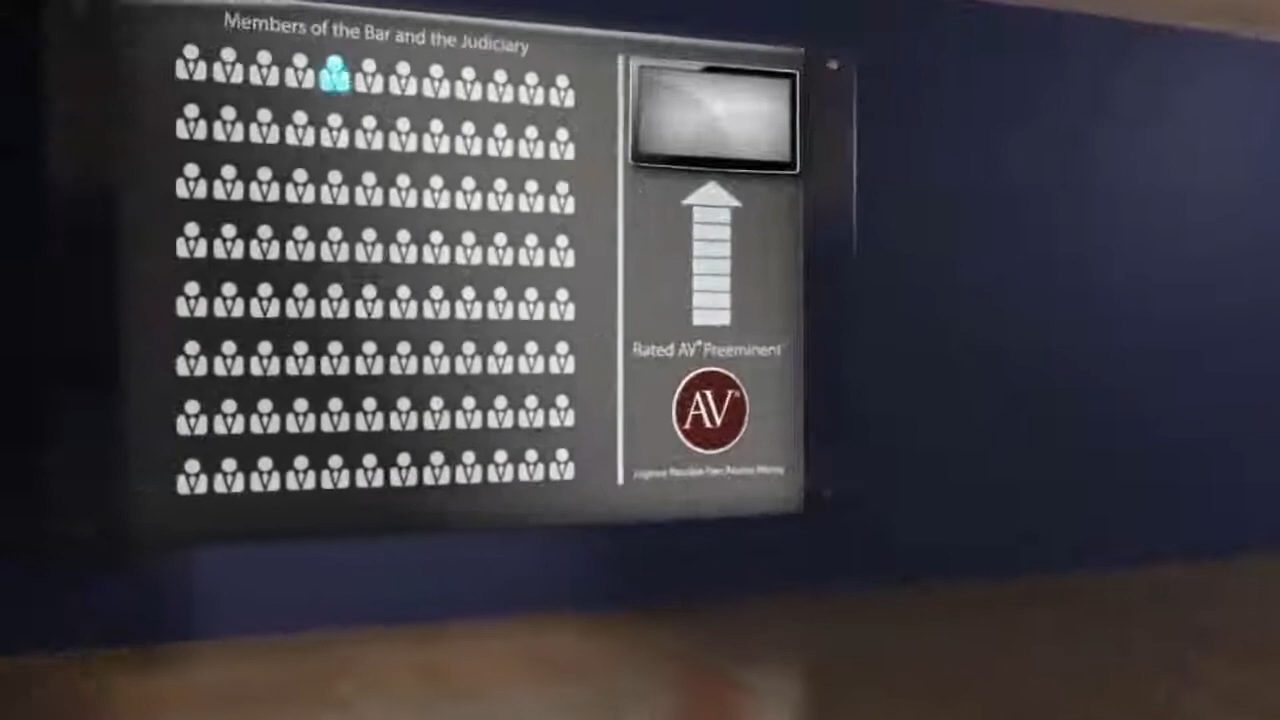 Members of the Bar and the Judiciary
Rated AV® Preeminent
AV®